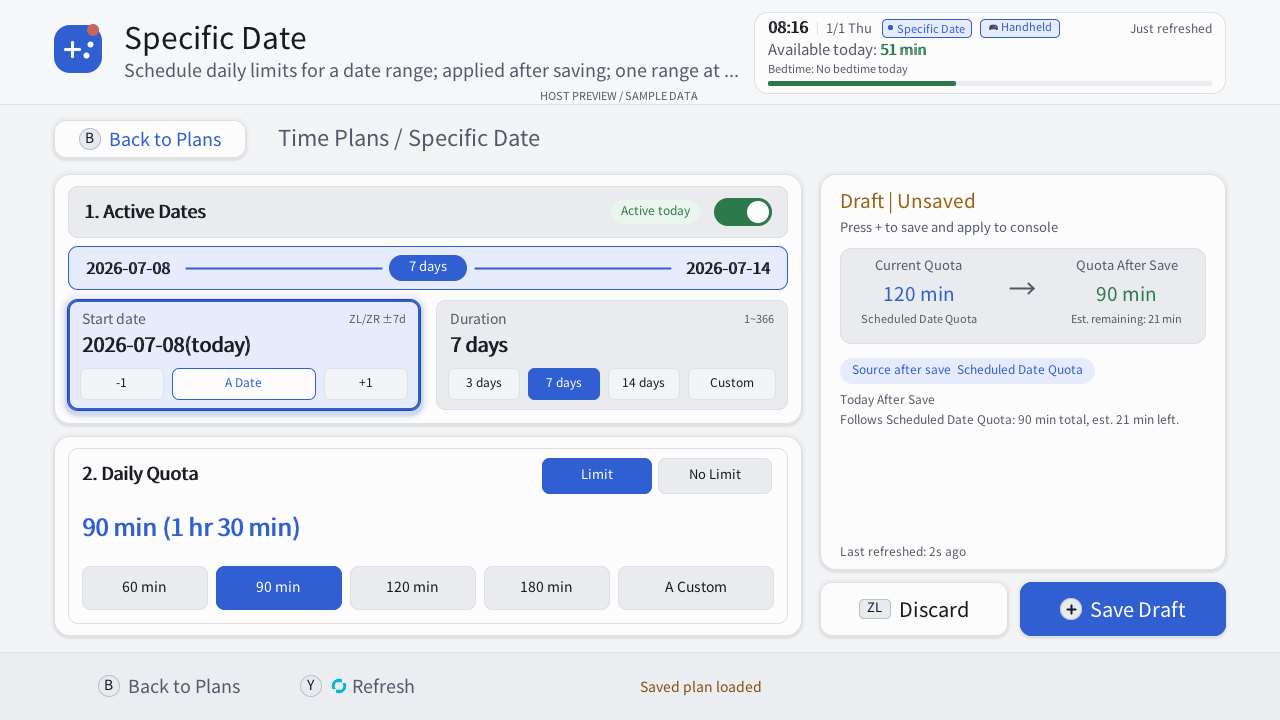 Specific Date
Schedule daily limits for a date range; applied after saving; one range at ...
HOST PREVIEW / SAMPLE DATA
08:16 1/1 Thu Specific Date Handheld Just refreshed
Available today: 51 min
Bedtime: No bedtime today
B Back to Plans
Time Plans / Specific Date
1. Active Dates Active today
2026-07-08 7 days 2026-07-14
Start date ZL/ZR ±7d
2026-07-08(today)
-1 A Date +1
Duration 1~366
7 days
3 days 7 days 14 days Custom
2. Daily Quota Limit No Limit
90 min (1 hr 30 min)
60 min 90 min 120 min 180 min A Custom
Draft | Unsaved
Press + to save and apply to console
Current Quota → Quota After Save
120 min 90 min
Scheduled Date Quota Est. remaining: 21 min
Source after save Scheduled Date Quota
Today After Save
Follows Scheduled Date Quota: 90 min total, est. 21 min left.
Last refreshed: 2s ago
ZL Discard + Save Draft
B Back to Plans Y Refresh Saved plan loaded